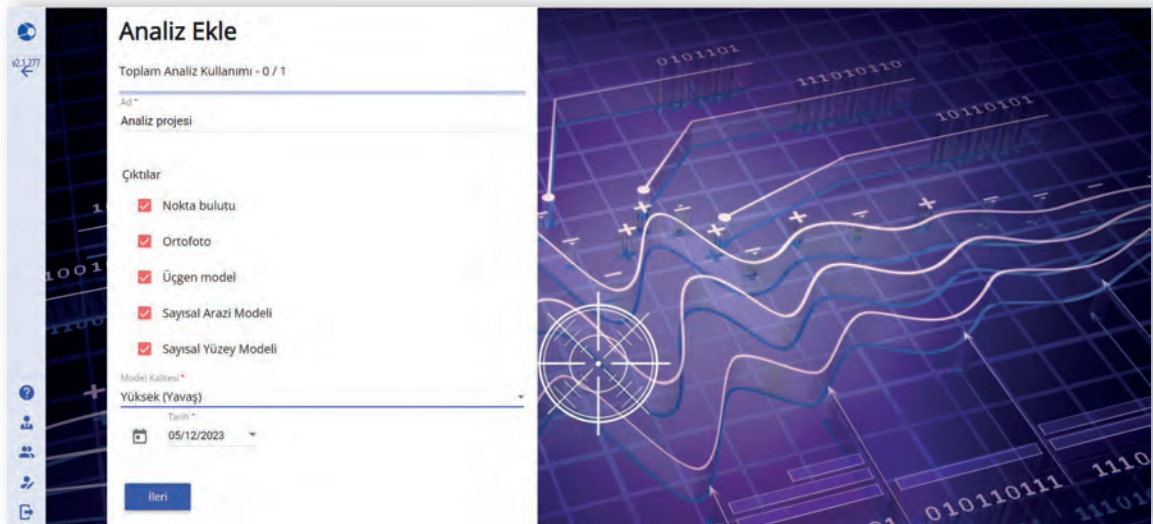 Analiz Ekle
v2.1.277
Toplam Analiz Kullanımı - 0 / 1
Ad *
Analiz projesi
Çıktılar
Nokta bulutu
Ortofoto
Üçgen model
Sayısal Arazi Modeli
Sayısal Yüzey Modeli
Model Kalitesi *
Yüksek (Yavaş)
Tarih *
05/12/2023
İleri
0101101
111010110
10110101
1001
010110111
1110
11101